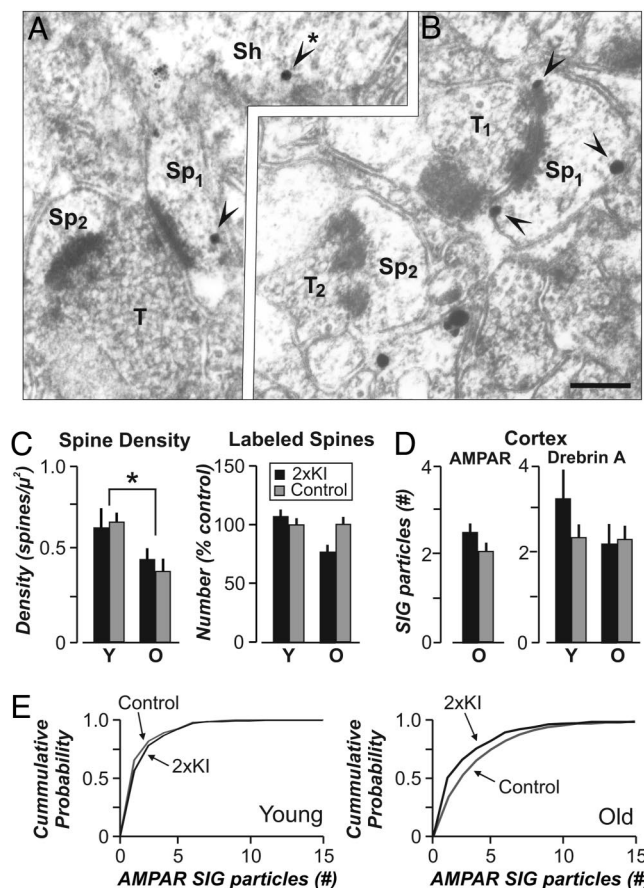 A
Sh
*
Sp1
Sp2
T
B
T1
Sp1
T2
Sp2
C
Spine Density
Density (spines/μ²)
1.0
0.5
0
*
Y
O
Labeled Spines
Number (% control)
150
100
50
0
2xKI
Control
Y
O
D
Cortex
AMPAR
Drebrin A
SIG particles (#)
4
2
0
O
4
2
0
Y
O
E
Cummulative
Probability
1.0
0.5
0
Control
2xKI
Young
0
5
10
15
AMPAR SIG particles (#)
Cummulative
Probability
1.0
0.5
0
2xKI
Control
Old
0
5
10
15
AMPAR SIG particles (#)